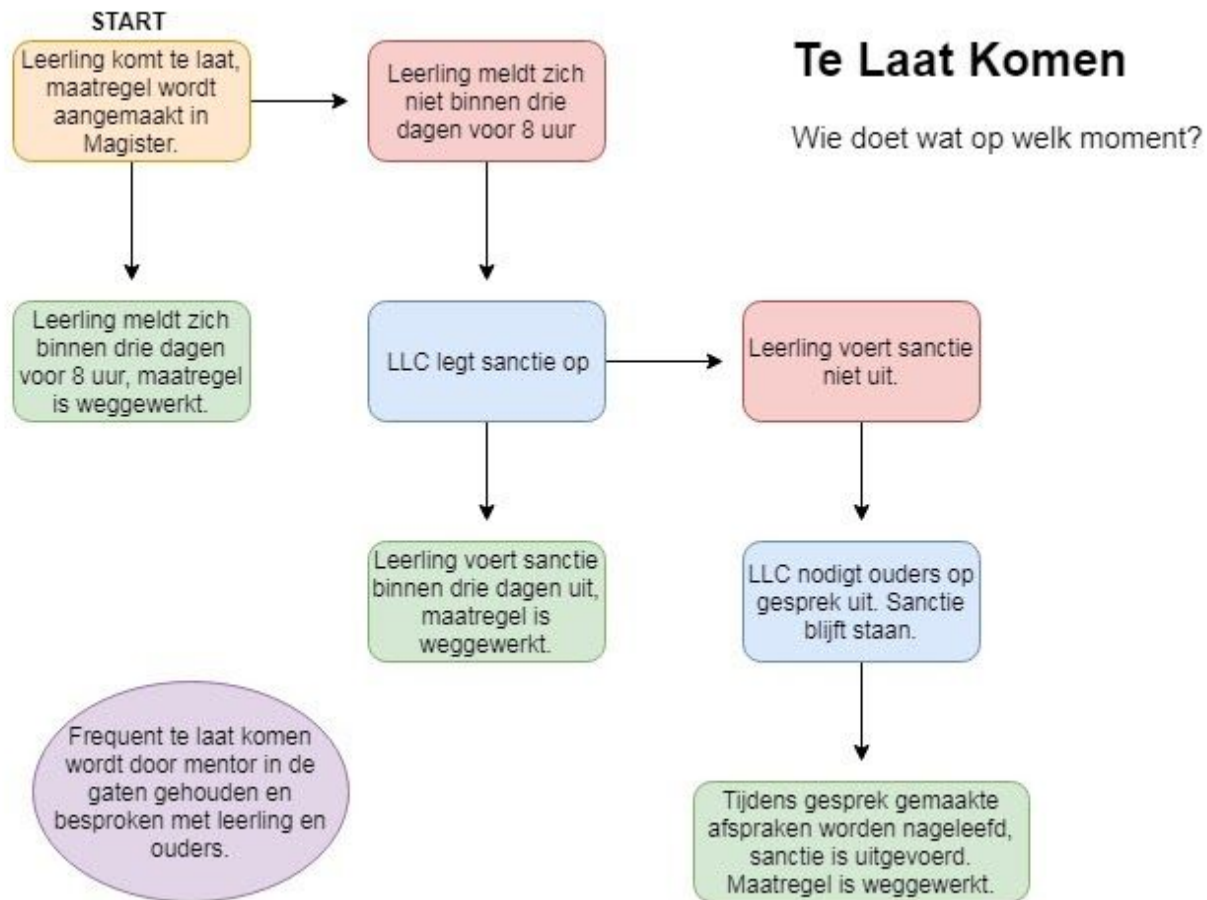 START
Leerling komt te laat,
maatregel wordt
aangemaakt in
Magister.
Leerling meldt zich
niet binnen drie
dagen voor 8 uur
Te Laat Komen
Wie doet wat op welk moment?
Leerling meldt zich
binnen drie dagen
voor 8 uur, maatregel
is weggewerkt.
LLC legt sanctie op
Leerling voert sanctie
niet uit.
Leerling voert sanctie
binnen drie dagen uit,
maatregel is
weggewerkt.
LLC nodigt ouders op
gesprek uit. Sanctie
blijft staan.
Frequent te laat komen
wordt door mentor in de
gaten gehouden en
besproken met leerling en
ouders.
Tijdens gesprek gemaakte
afspraken worden nageleefd,
sanctie is uitgevoerd.
Maatregel is weggewerkt.